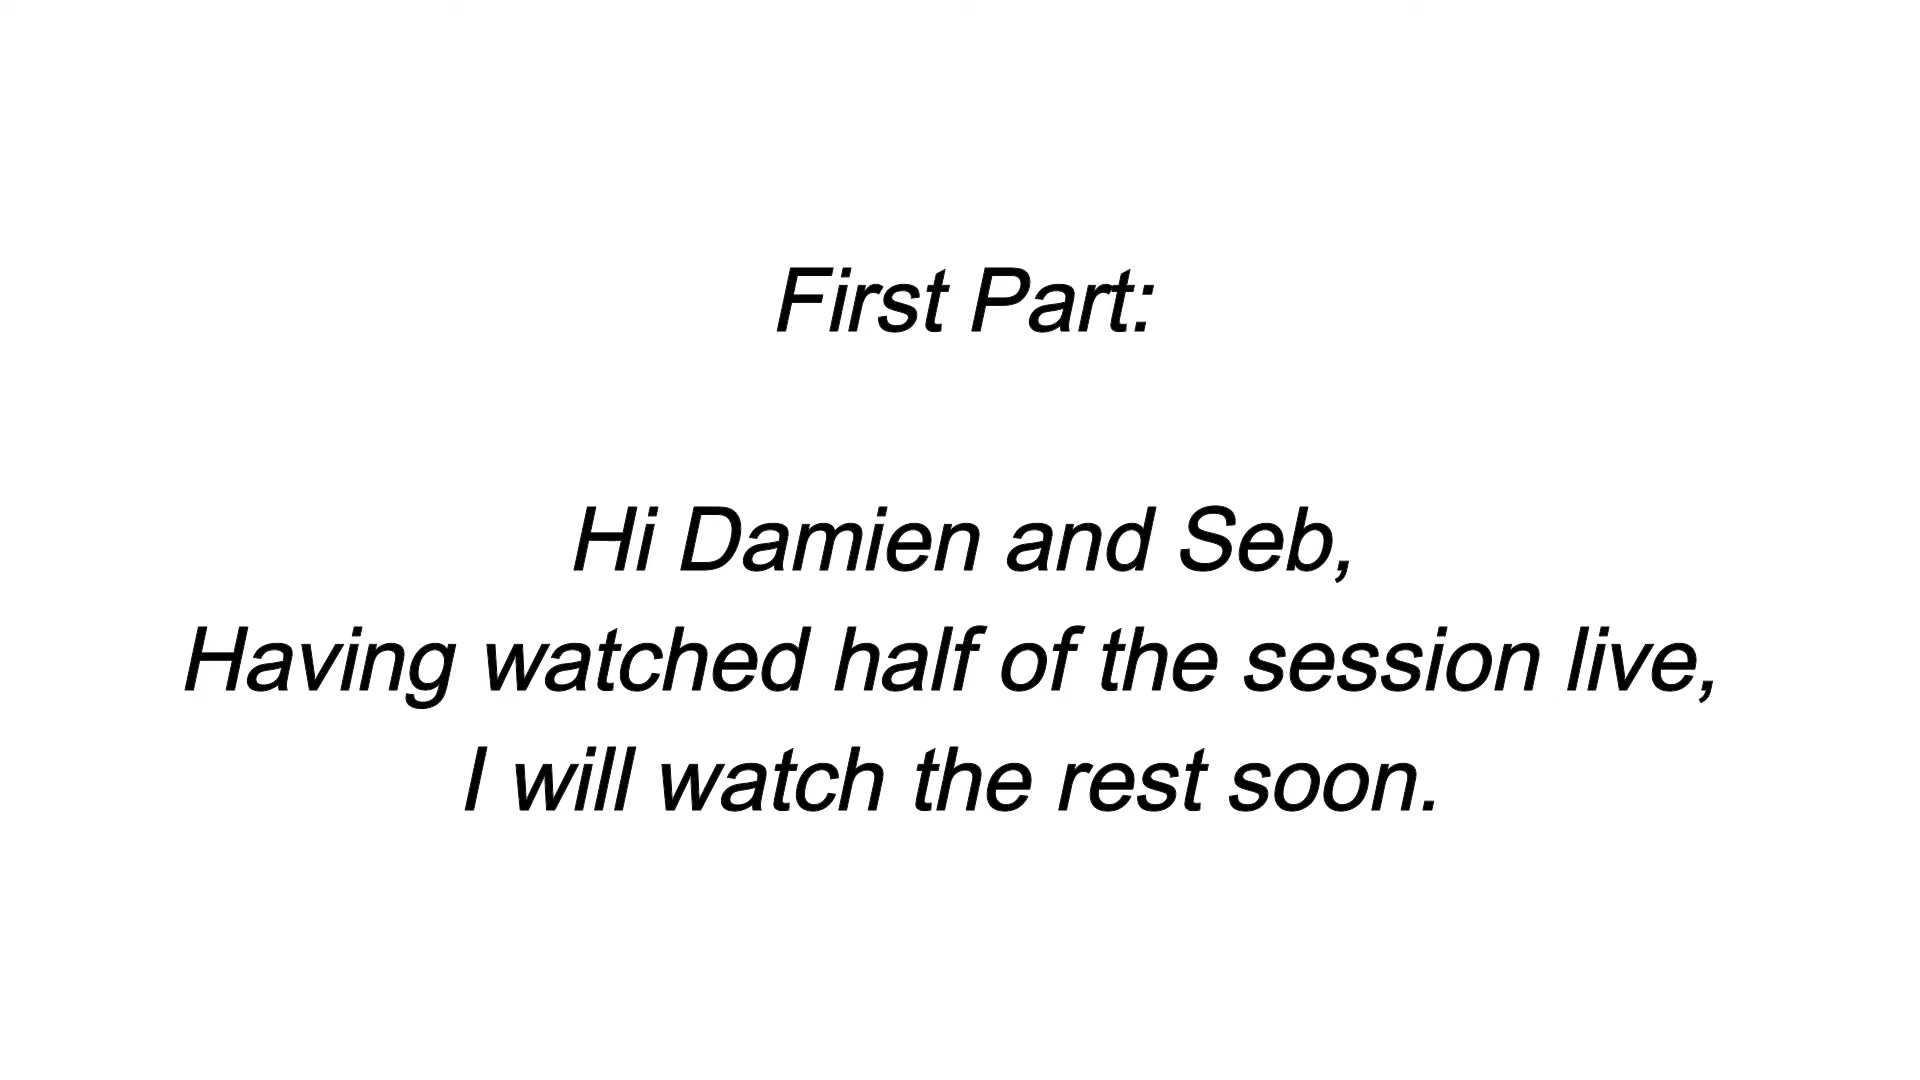 First Part:
Hi Damien and Seb,
Having watched half of the session live,
I will watch the rest soon.